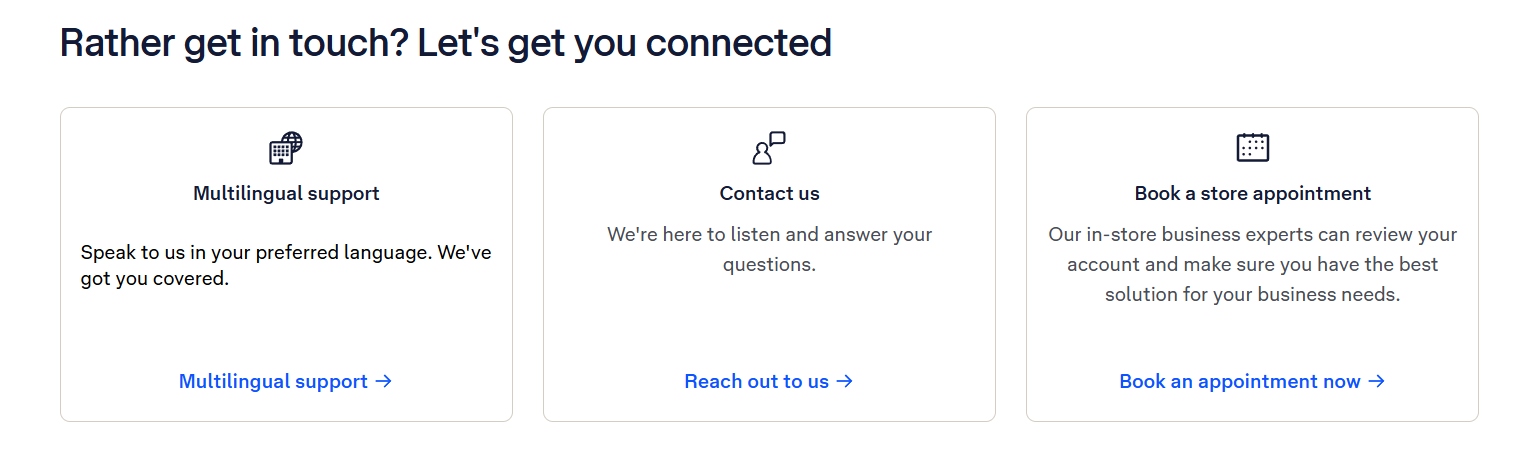 Rather get in touch? Let's get you connected
Multilingual support
Speak to us in your preferred language. We've
got you covered.
Multilingual support →
Contact us
We're here to listen and answer your
questions.
Reach out to us →
Book a store appointment
Our in-store business experts can review your
account and make sure you have the best
solution for your business needs.
Book an appointment now →